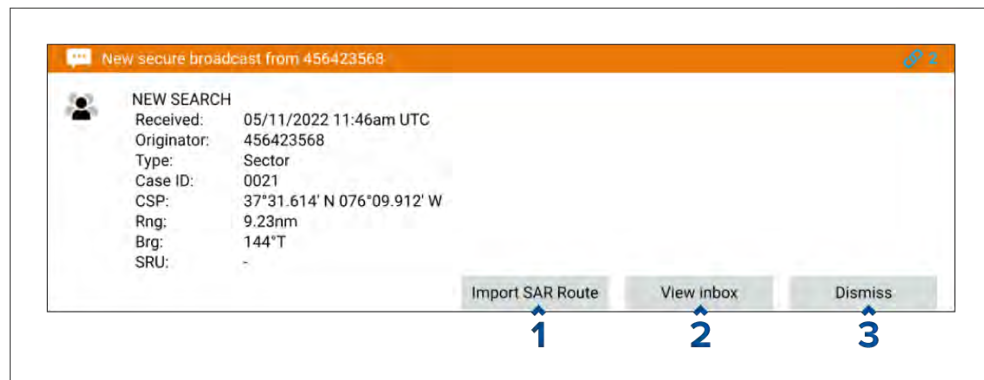 New secure broadcast from 456423568 2
NEW SEARCH
Received: 05/11/2022 11:46am UTC
Originator: 456423568
Type: Sector
Case ID: 0021
CSP: 37°31.614' N 076°09.912' W
Rng: 9.23nm
Brg: 144°T
SRU: -
Import SAR Route View inbox Dismiss
1 2 3